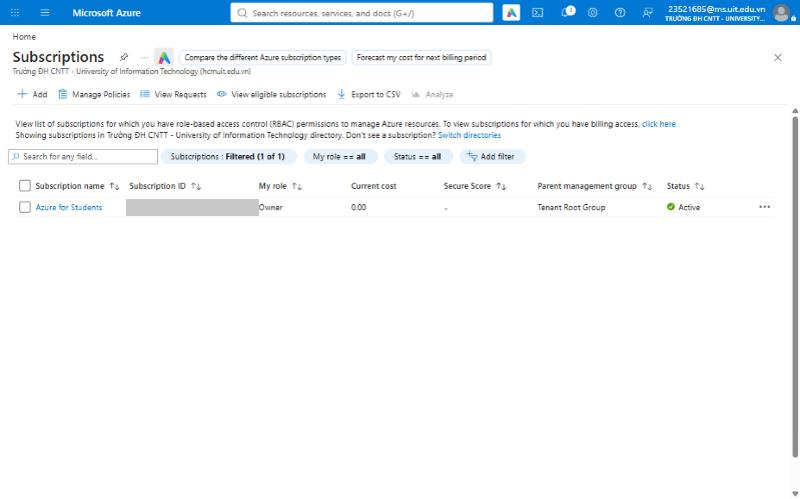 Microsoft Azure
Search resources, services, and docs (G+/)
1
23521685@ms.uit.edu.vn
TRƯỜNG ĐH CNTT - UNIVERSITY...
Home
Subscriptions
Compare the different Azure subscription types
Forecast my cost for next billing period
Trường ĐH CNTT - University of Information Technology (hcmuit.edu.vn)
Add
Manage Policies
View Requests
View eligible subscriptions
Export to CSV
Analyze
View list of subscriptions for which you have role-based access control (RBAC) permissions to manage Azure resources. To view subscriptions for which you have billing access, click here
Showing subscriptions in Trường ĐH CNTT - University of Information Technology directory. Don't see a subscription? Switch directories
Search for any field...
Subscriptions : Filtered (1 of 1)
My role == all
Status == all
Add filter
Subscription name Subscription ID My role Current cost Secure Score Parent management group Status
Azure for Students Owner 0.00 - Tenant Root Group Active